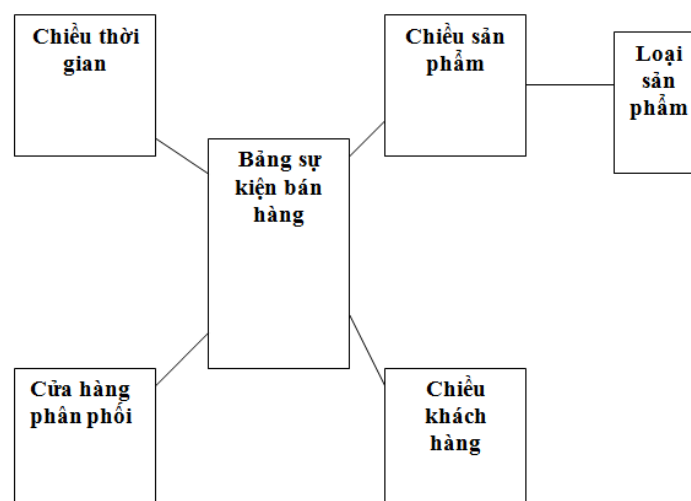 Chiều thời
gian
Chiều sản
phẩm
Loại
sản
phẩm
Bảng sự
kiện bán
hàng
Cửa hàng
phân phối
Chiều
khách
hàng